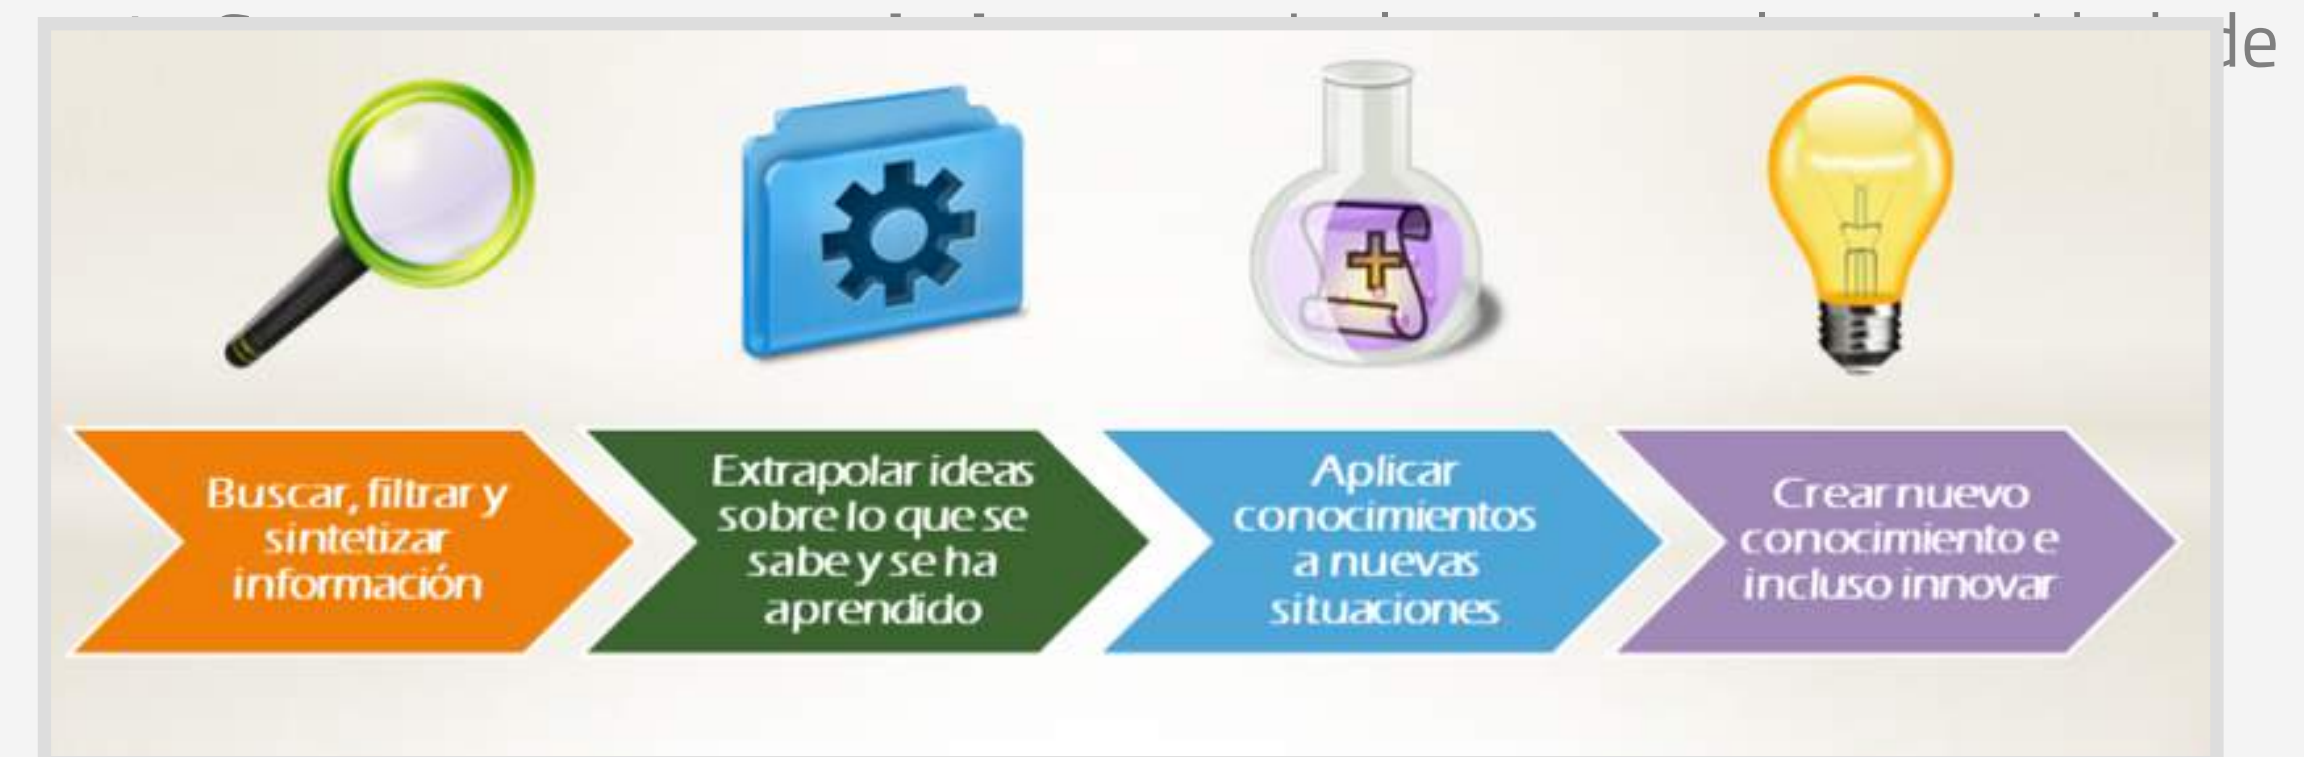 de
Buscar, filtrar y
sintetizar
información
Extrapolar ideas
sobre lo que se
sabe y se ha
aprendido
Aplicar
conocimientos
a nuevas
situaciones
Crear nuevo
conocimiento e
incluso innovar